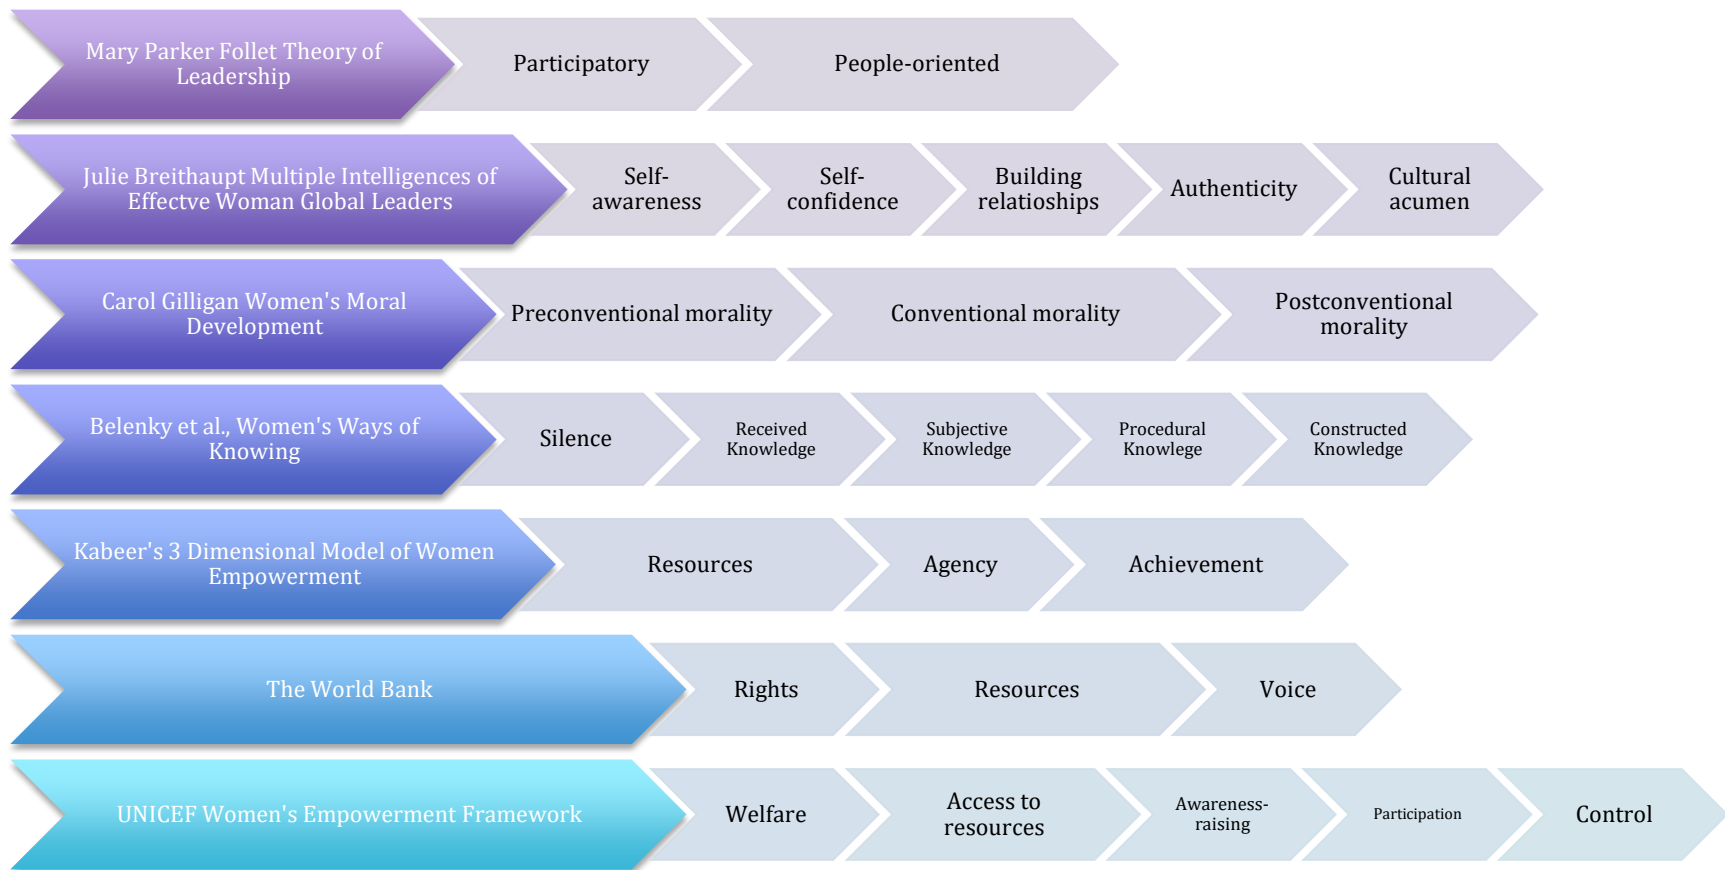 Mary Parker Follet Theory of
Leadership
Participatory
People-oriented
Julie Breithaupt Multiple Intelligences of
Effectve Woman Global Leaders
Self-
awareness
Self-
confidence
Building
relatioships
Authenticity
Cultural
acumen
Carol Gilligan Women's Moral
Development
Preconventional morality
Conventional morality
Postconventional
morality
Belenky et al., Women's Ways of
Knowing
Silence
Received
Knowledge
Subjective
Knowledge
Procedural
Knowlege
Constructed
Knowledge
Kabeer's 3 Dimensional Model of Women
Empowerment
Resources
Agency
Achievement
The World Bank
Rights
Resources
Voice
UNICEF Women's Empowerment Framework
Welfare
Access to
resources
Awareness-
raising
Participation
Control